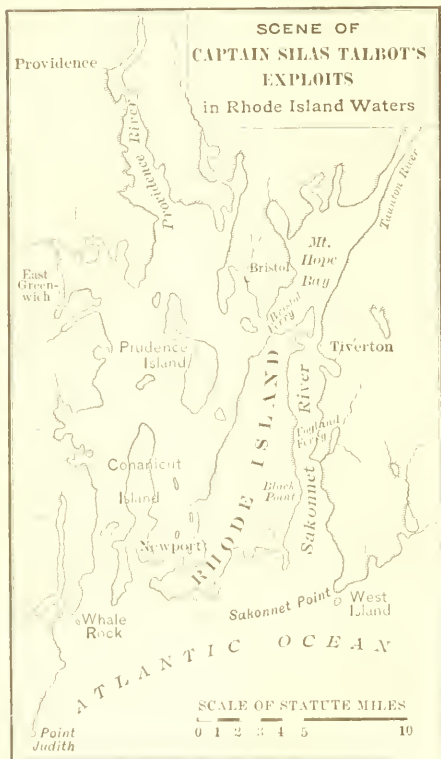 SCENE OF
CAPTAIN SILAS TALBOT'S
EXPLOITS
in Rhode Island Waters
Providence
Providence River
Taunton River
Mt.
Hope
Bay
Bristol
East
Green-
wich
Bristol
Ferry
Prudence
Island
Tiverton
RHODE ISLAND
Sakonnet River
Fogland
Ferry
Conanicut
Island
Black
Point
Newport
Sakonnet Point
West
Island
Whale
Rock
ATLANTIC OCEAN
Point
Judith
SCALE OF STATUTE MILES
0 1 2 3 4 5 10